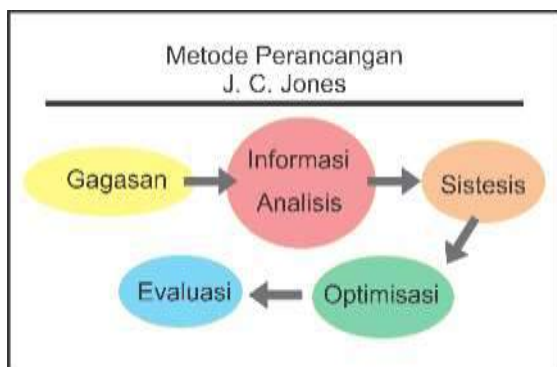 Metode Perancangan
J. C. Jones
Gagasan
Informasi
Analisis
Sistesis
Optimisasi
Evaluasi